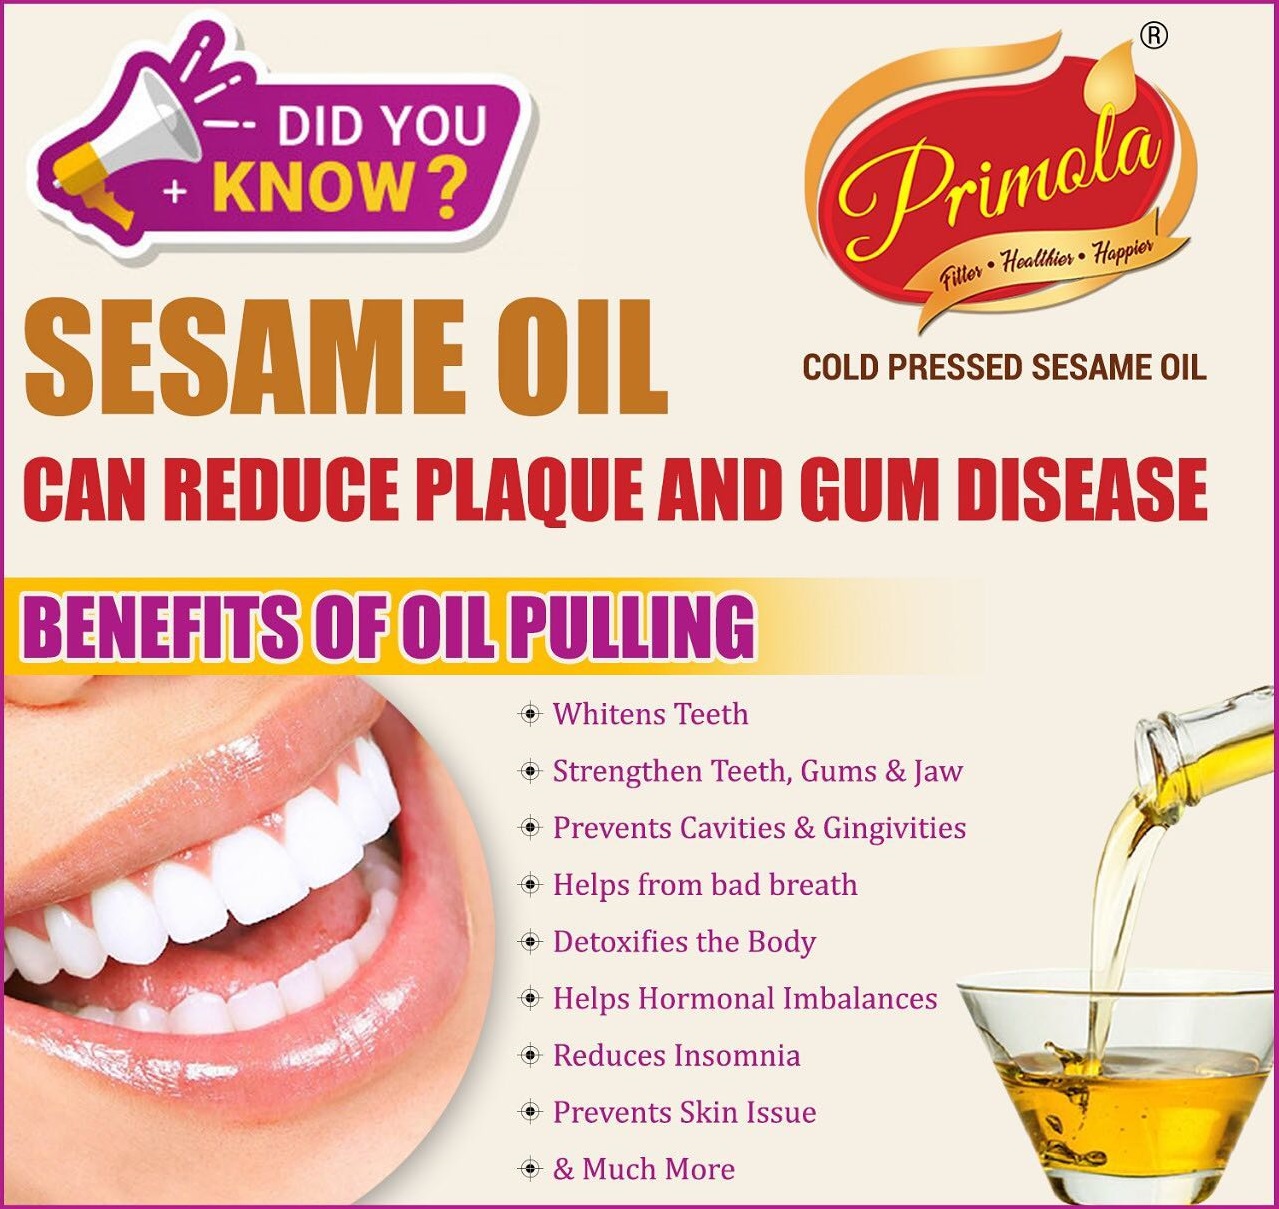 DID YOU
KNOW?
Primola ®
Fitter • Healthier • Happier
COLD PRESSED SESAME OIL
SESAME OIL
CAN REDUCE PLAQUE AND GUM DISEASE
BENEFITS OF OIL PULLING
Whitens Teeth
Strengthen Teeth, Gums & Jaw
Prevents Cavities & Gingivities
Helps from bad breath
Detoxifies the Body
Helps Hormonal Imbalances
Reduces Insomnia
Prevents Skin Issue
& Much More